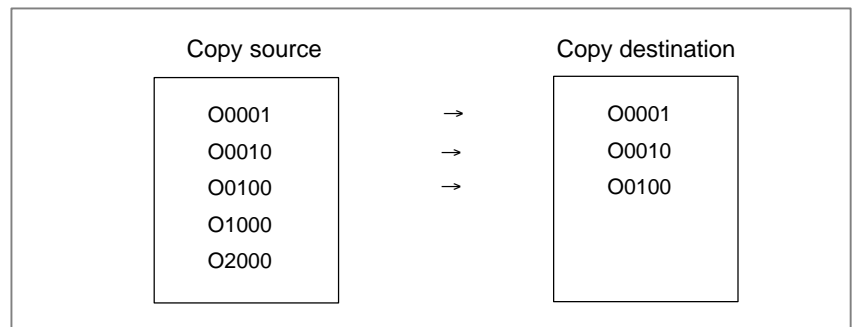 Copy source Copy destination
O0001 → O0001
O0010 → O0010
O0100 → O0100
O1000
O2000